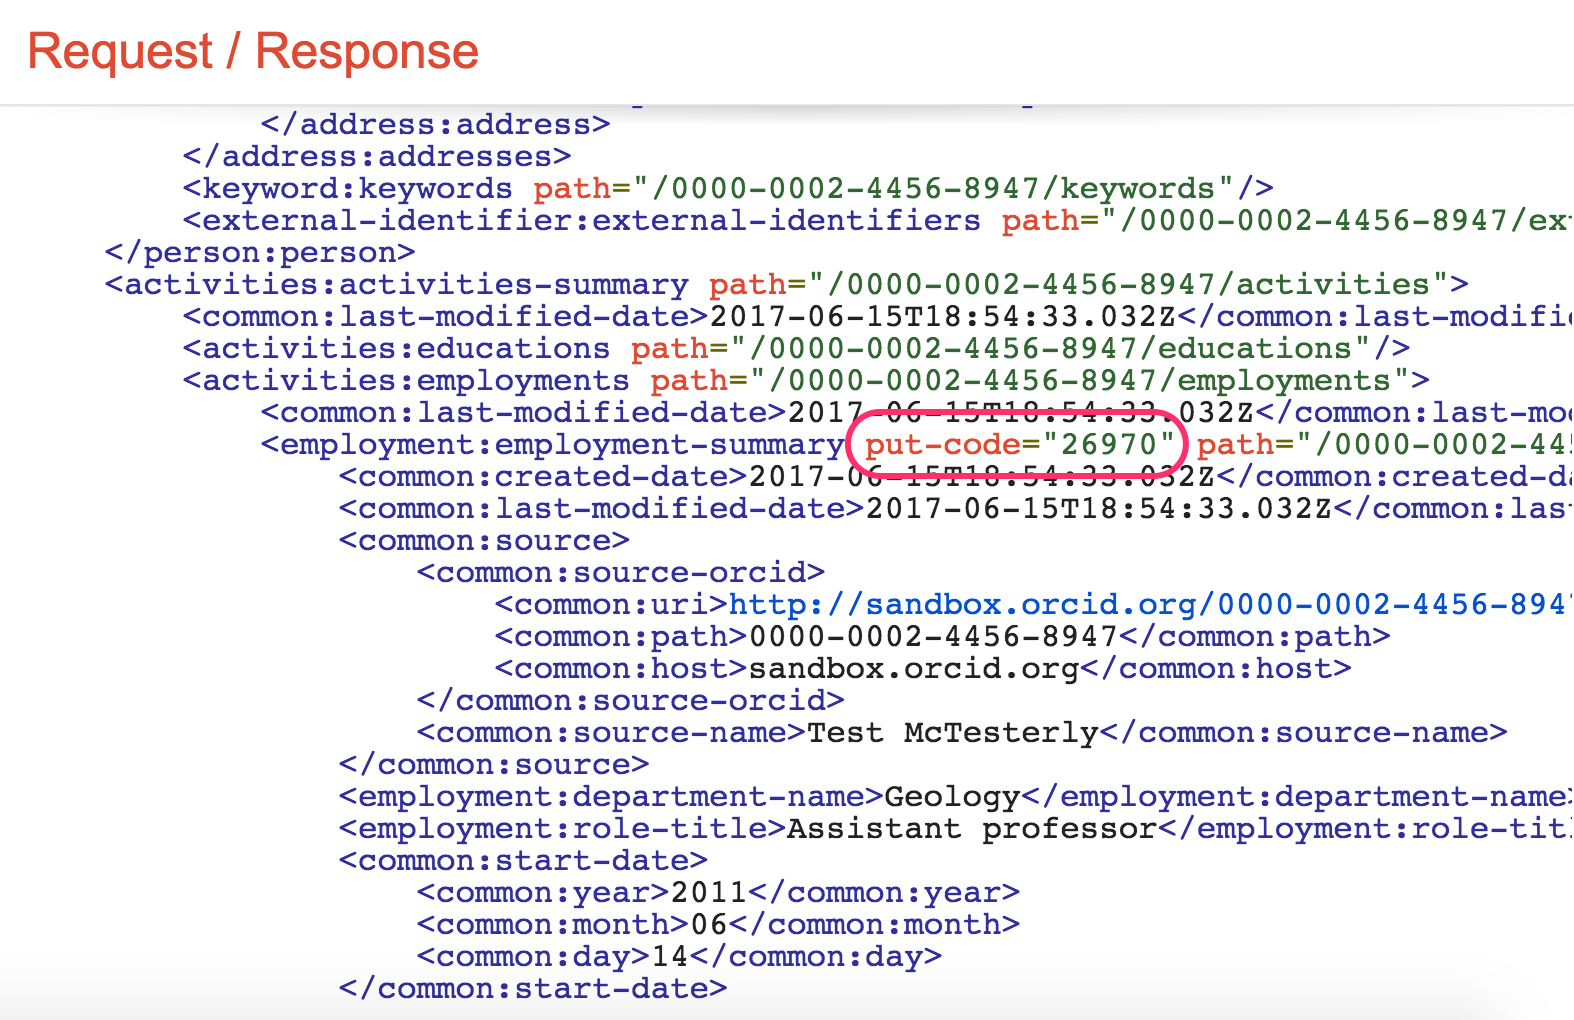 Request / Response
</address:address>
</address:addresses>
<keyword:keywords path="/0000-0002-4456-8947/keywords"/>
<external-identifier:external-identifiers path="/0000-0002-4456-8947/ex
</person:person>
<activities:activities-summary path="/0000-0002-4456-8947/activities">
<common:last-modified-date>2017-06-15T18:54:33.032Z</common:last-modifie
<activities:educations path="/0000-0002-4456-8947/educations"/>
<activities:employments path="/0000-0002-4456-8947/employments">
<common:last-modified-date>2017-06-15T18:54:33.032Z</common:last-mo
<employment:employment-summary put-code="26970" path="/0000-0002-445
<common:created-date>2017-06-15T18:54:33.032Z</common:created-da
<common:last-modified-date>2017-06-15T18:54:33.032Z</common:las
<common:source>
<common:source-orcid>
<common:uri>http://sandbox.orcid.org/0000-0002-4456-894
<common:path>0000-0002-4456-8947</common:path>
<common:host>sandbox.orcid.org</common:host>
</common:source-orcid>
<common:source-name>Test McTesterly</common:source-name>
</common:source>
<employment:department-name>Geology</employment:department-name>
<employment:role-title>Assistant professor</employment:role-tit
<common:start-date>
<common:year>2011</common:year>
<common:month>06</common:month>
<common:day>14</common:day>
</common:start-date>